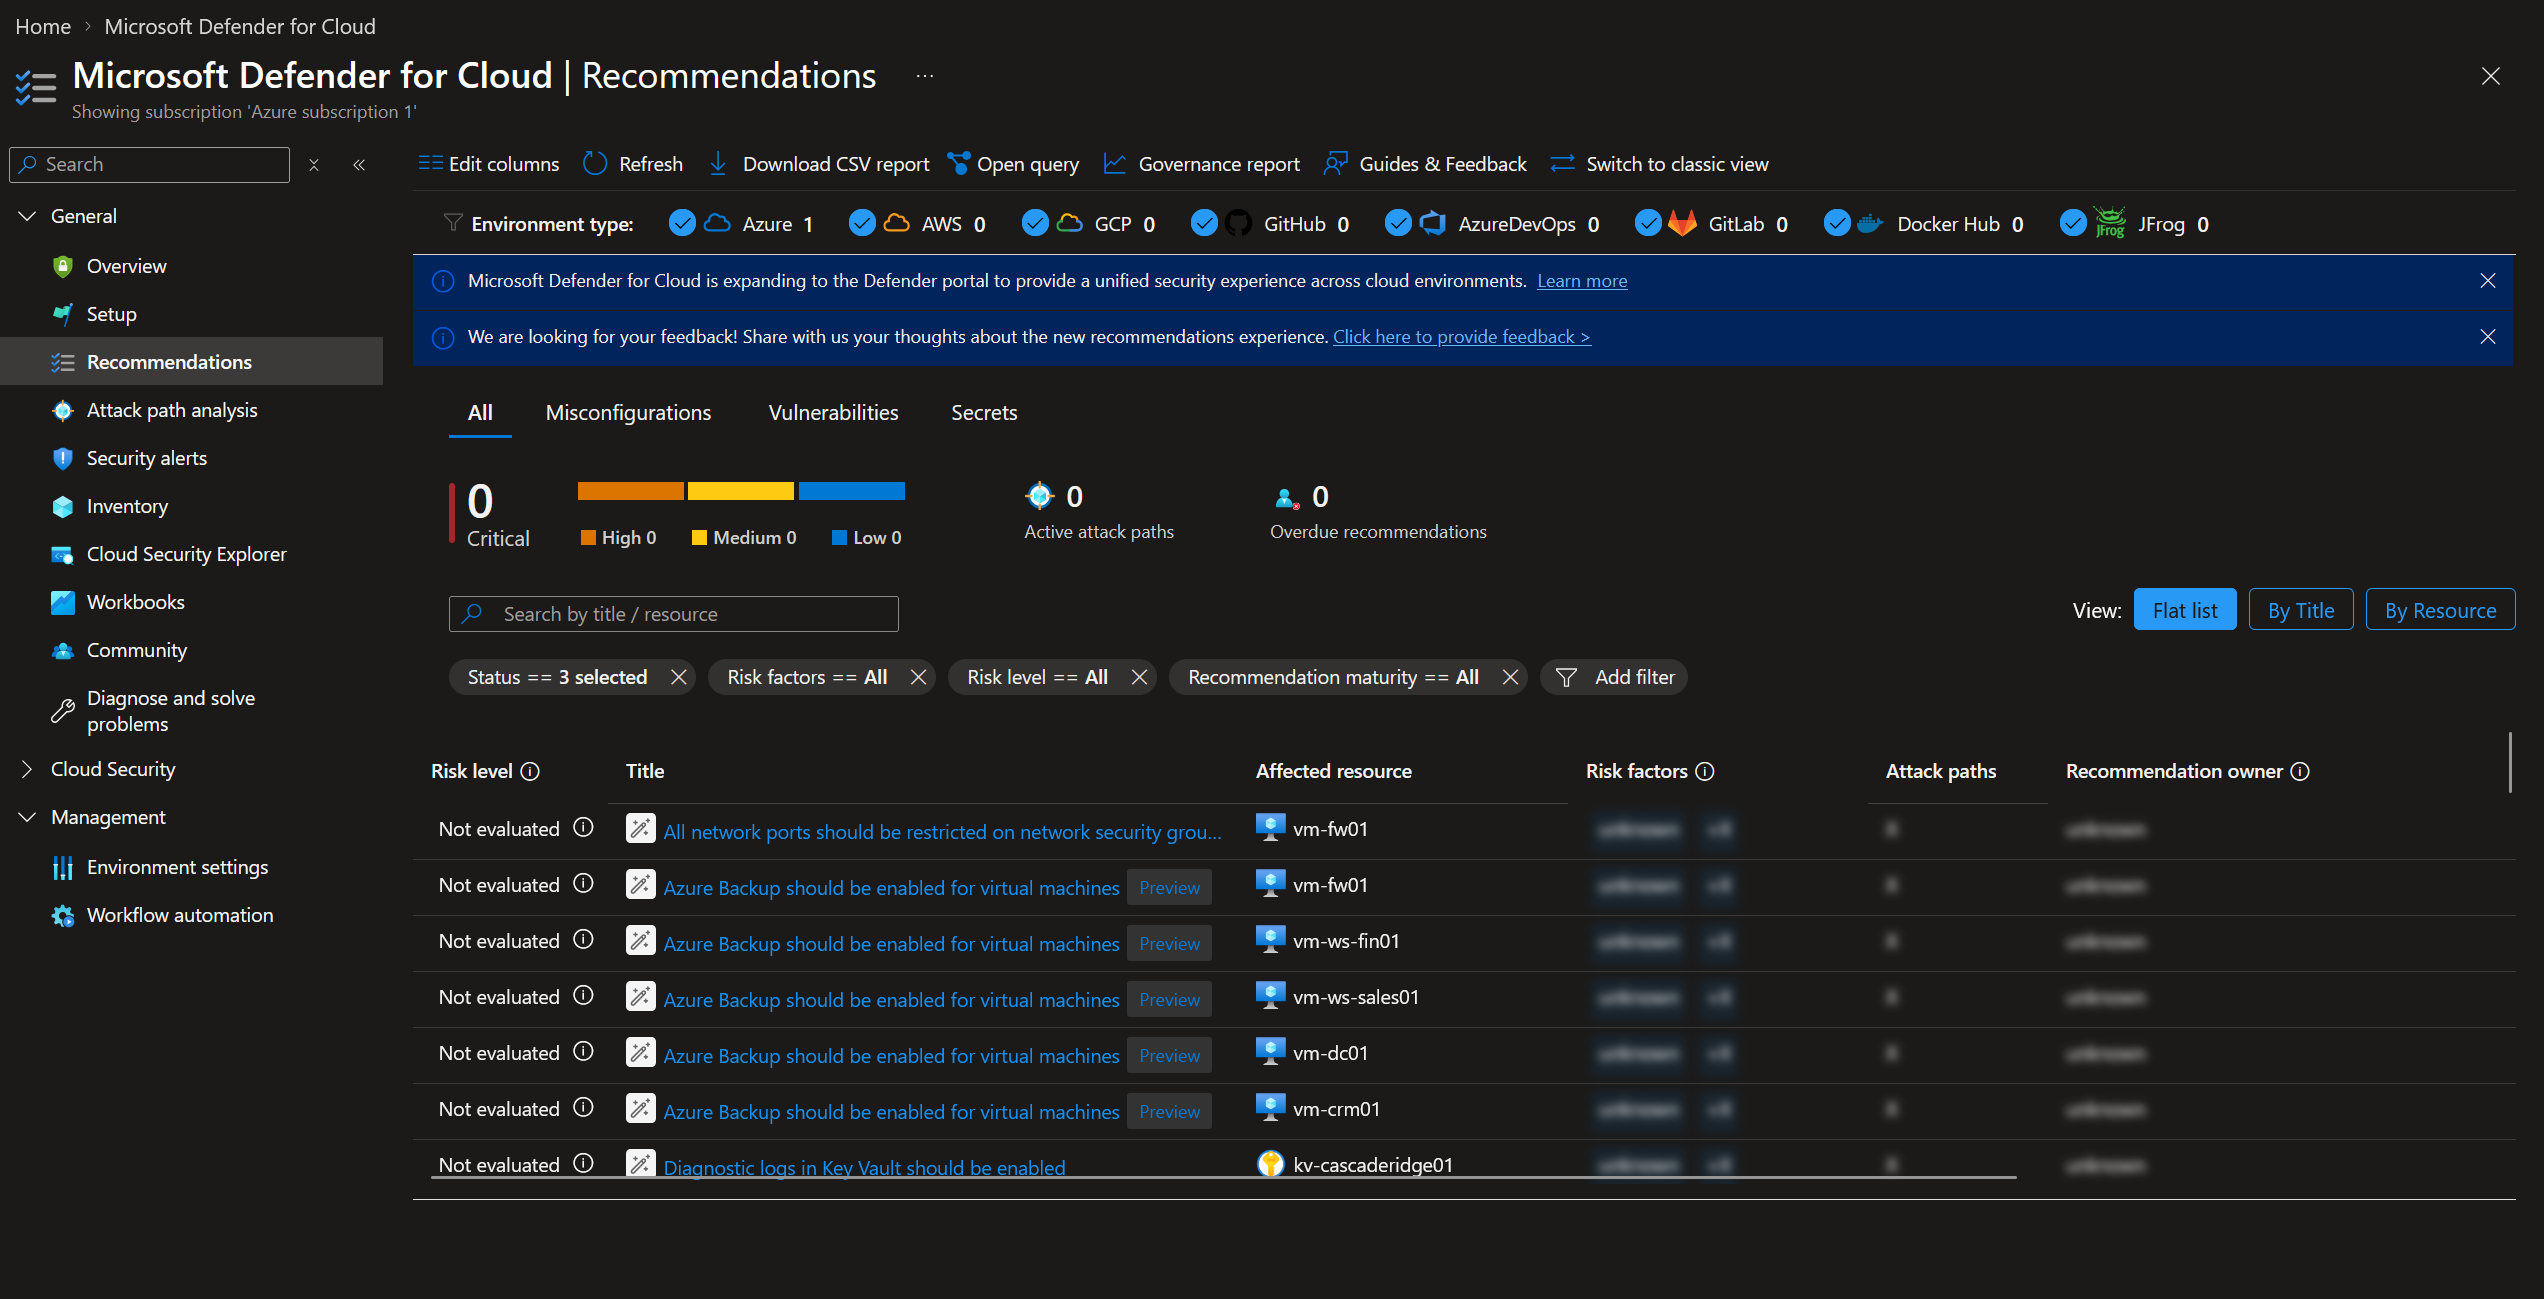 Home > Microsoft Defender for Cloud
Microsoft Defender for Cloud | Recommendations ...
Showing subscription 'Azure subscription 1'
Search
General
Overview
Setup
Recommendations
Attack path analysis
Security alerts
Inventory
Cloud Security Explorer
Workbooks
Community
Diagnose and solve
problems
Cloud Security
Management
Environment settings
Workflow automation
Edit columns Refresh Download CSV report Open query Governance report Guides & Feedback Switch to classic view
Environment type: Azure 1 AWS 0 GCP 0 GitHub 0 AzureDevOps 0 GitLab 0 Docker Hub 0 JFrog JFrog 0
Microsoft Defender for Cloud is expanding to the Defender portal to provide a unified security experience across cloud environments. Learn more
We are looking for your feedback! Share with us your thoughts about the new recommendations experience. Click here to provide feedback >
All Misconfigurations Vulnerabilities Secrets
0 0 0
Critical High 0 Medium 0 Low 0 Active attack paths Overdue recommendations
Search by title / resource View: Flat list By Title By Resource
Status == 3 selected Risk factors == All Risk level == All Recommendation maturity == All Add filter
Risk level Title Affected resource Risk factors Attack paths Recommendation owner
Not evaluated All network ports should be restricted on network security grou... vm-fw01
Not evaluated Azure Backup should be enabled for virtual machines Preview vm-fw01
Not evaluated Azure Backup should be enabled for virtual machines Preview vm-ws-fin01
Not evaluated Azure Backup should be enabled for virtual machines Preview vm-ws-sales01
Not evaluated Azure Backup should be enabled for virtual machines Preview vm-dc01
Not evaluated Azure Backup should be enabled for virtual machines Preview vm-crm01
Not evaluated Diagnostic logs in Key Vault should be enabled kv-cascaderidge01